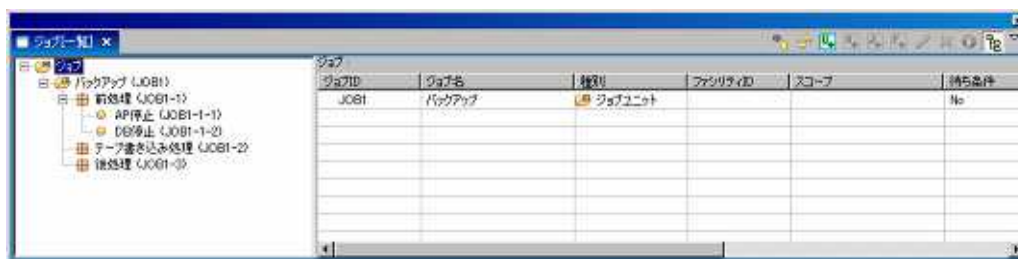 ジョブ[一覧]
ジョブ
バックアップ (JOB1)
前処理 (JOB1-1)
AP停止 (JOB1-1-1)
DB停止 (JOB1-1-2)
テープ書き込み処理 (JOB1-2)
後処理 (JOB1-3)
ジョブ
ジョブID ジョブ名 種別 ファシリティID スコープ 待ち条件
JOB1 バックアップ ジョブユニット No